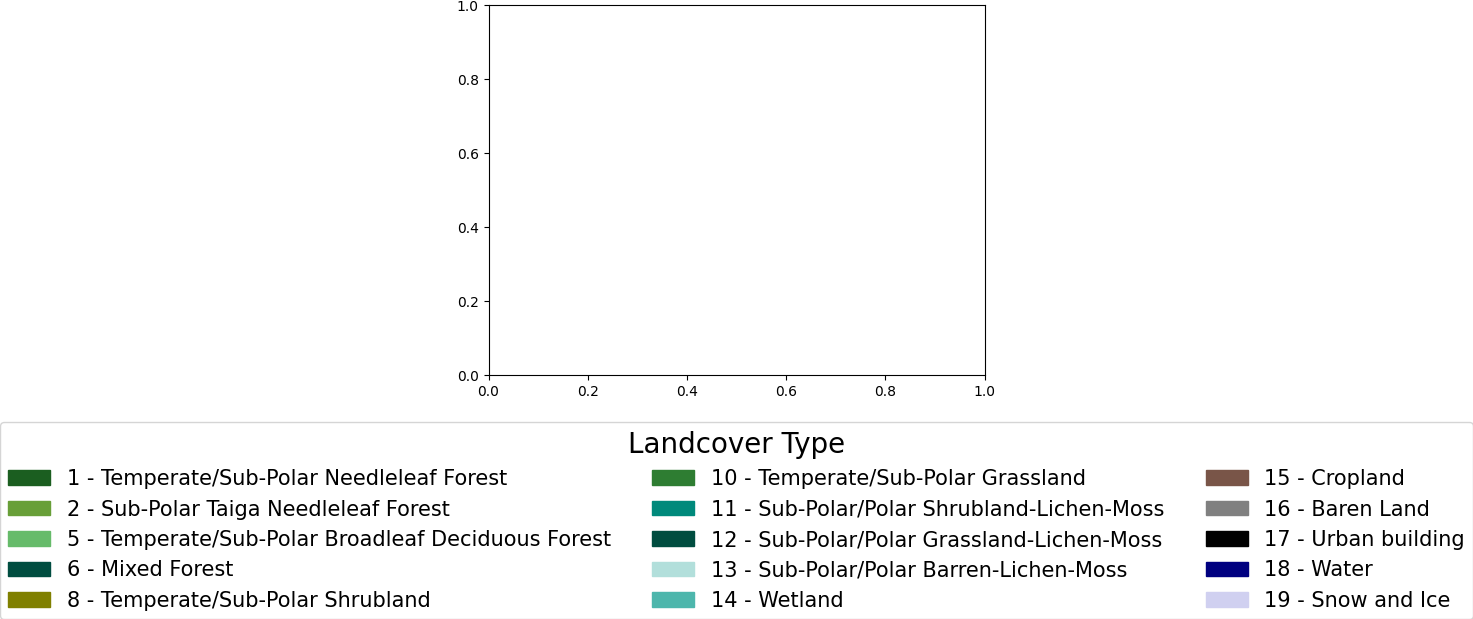 1.0
0.8
0.6
0.4
0.2
0.0
0.0 0.2 0.4 0.6 0.8 1.0
Landcover Type
1 - Temperate/Sub-Polar Needleleaf Forest
2 - Sub-Polar Taiga Needleleaf Forest
5 - Temperate/Sub-Polar Broadleaf Deciduous Forest
6 - Mixed Forest
8 - Temperate/Sub-Polar Shrubland
10 - Temperate/Sub-Polar Grassland
11 - Sub-Polar/Polar Shrubland-Lichen-Moss
12 - Sub-Polar/Polar Grassland-Lichen-Moss
13 - Sub-Polar/Polar Barren-Lichen-Moss
14 - Wetland
15 - Cropland
16 - Baren Land
17 - Urban building
18 - Water
19 - Snow and Ice